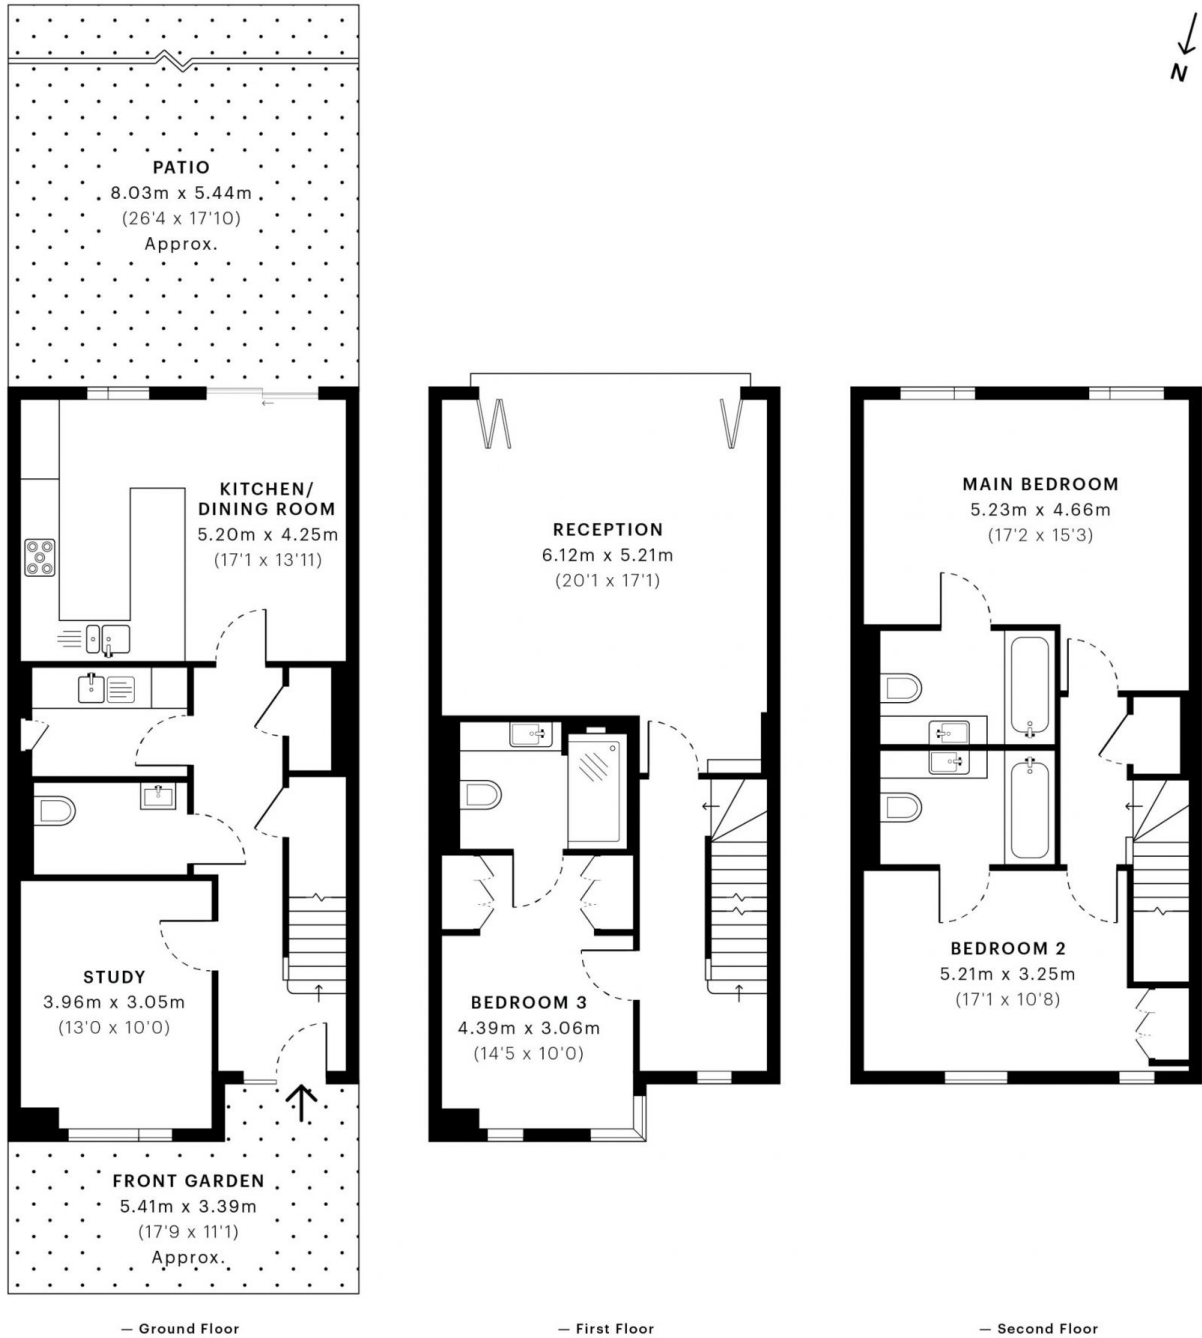 N
PATIO
8.03m x 5.44m
(26'4 x 17'10)
Approx.
KITCHEN/
DINING ROOM
5.20m x 4.25m
(17'1 x 13'11)
STUDY
3.96m x 3.05m
(13'0 x 10'0)
FRONT GARDEN
5.41m x 3.39m
(17'9 x 11'1)
Approx.
— Ground Floor
RECEPTION
6.12m x 5.21m
(20'1 x 17'1)
BEDROOM 3
4.39m x 3.06m
(14'5 x 10'0)
— First Floor
MAIN BEDROOM
5.23m x 4.66m
(17'2 x 15'3)
BEDROOM 2
5.21m x 3.25m
(17'1 x 10'8)
— Second Floor